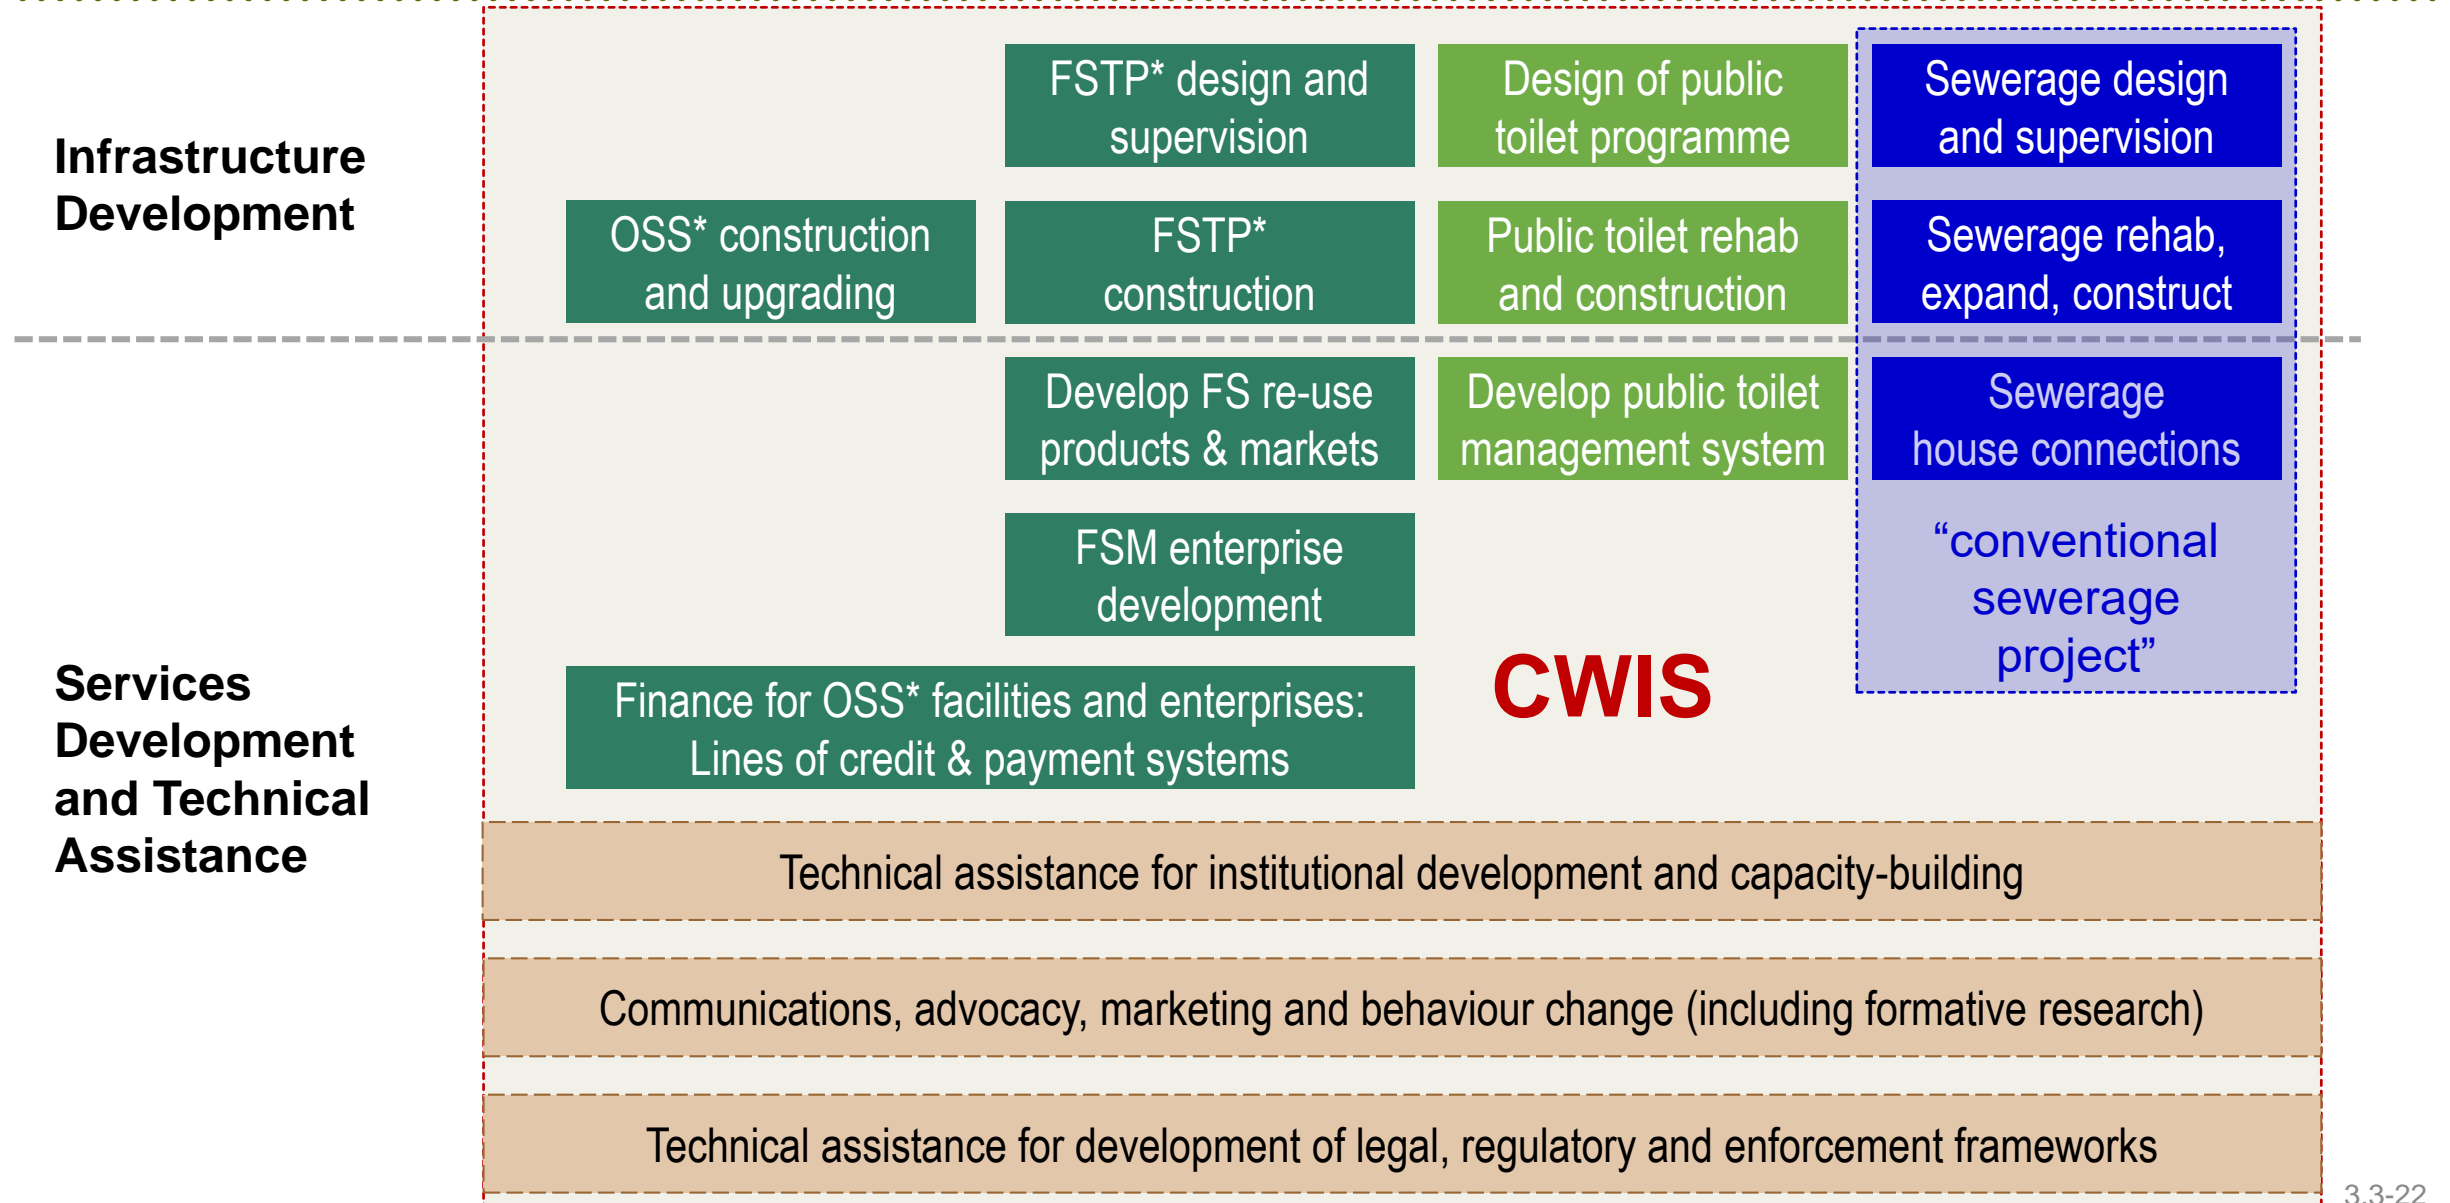 Infrastructure
Development
FSTP* design and
supervision
Design of public
toilet programme
Sewerage design
and supervision
OSS* construction
and upgrading
FSTP*
construction
Public toilet rehab
and construction
Sewerage rehab,
expand, construct
Services
Development
and Technical
Assistance
Develop FS re-use
products & markets
Develop public toilet
management system
Sewerage
house connections
FSM enterprise
development
“conventional
sewerage
project”
Finance for OSS* facilities and enterprises:
Lines of credit & payment systems
CWIS
Technical assistance for institutional development and capacity-building
Communications, advocacy, marketing and behaviour change (including formative research)
Technical assistance for development of legal, regulatory and enforcement frameworks
3.3-22